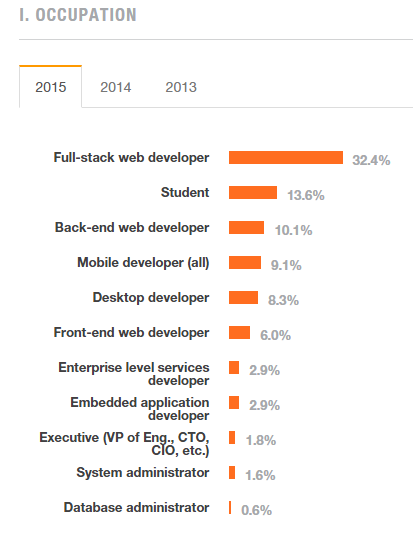 I. OCCUPATION
2015 2014 2013
Full-stack web developer 32.4%
Student 13.6%
Back-end web developer 10.1%
Mobile developer (all) 9.1%
Desktop developer 8.3%
Front-end web developer 6.0%
Enterprise level services
developer 2.9%
Embedded application
developer 2.9%
Executive (VP of Eng., CTO,
CIO, etc.) 1.8%
System administrator 1.6%
Database administrator 0.6%